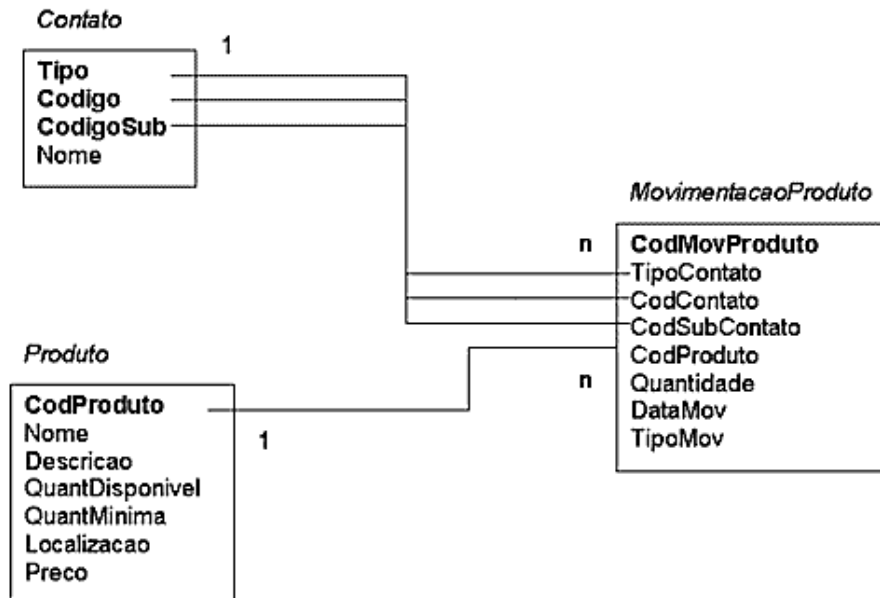 Contato
1
Tipo
Codigo
CodigoSub
Nome
MovimentacaoProduto
n
CodMovProduto
TipoContato
CodContato
CodSubContato
CodProduto
n
Quantidade
DataMov
TipoMov
Produto
CodProduto
1
Nome
Descricao
QuantDisponivel
QuantMinima
Localizacao
Preco